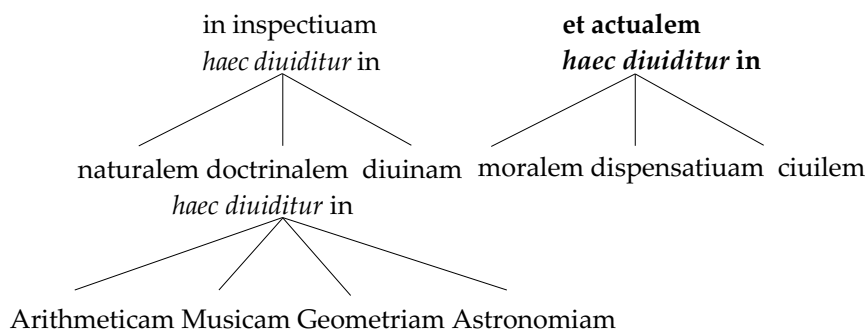 in inspectiuam et actualem
haec diuiditur in haec diuiditur in
naturalem doctrinalem diuinam moralem dispensatiuam ciuilem
haec diuiditur in
Arithmeticam Musicam Geometriam Astronomiam